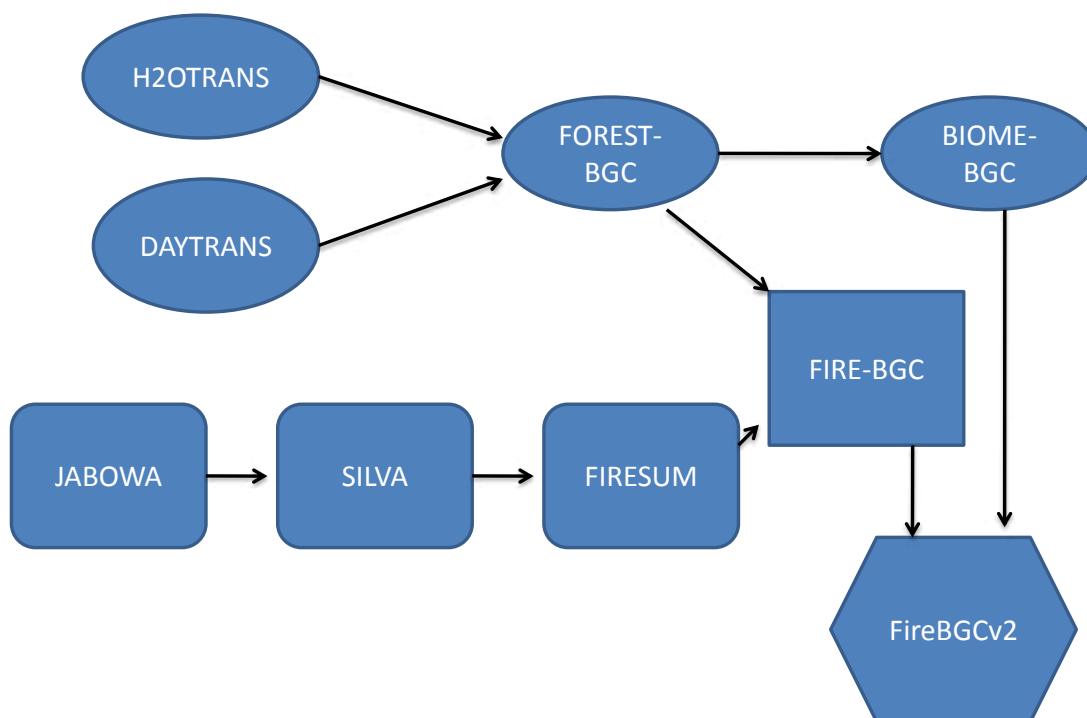 H2OTRANS
FOREST-
BGC
BIOME-
BGC
DAYTRANS
FIRE-BGC
JABOWA
SILVA
FIRESUM
FireBGCv2